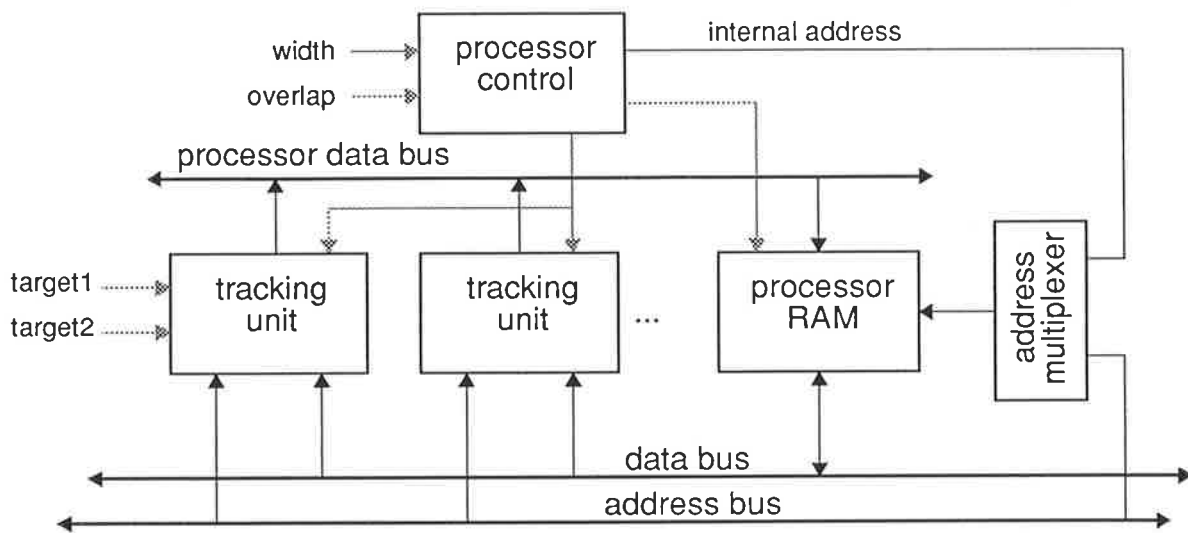 width
overlap
processor
control
internal address
processor data bus
target1
target2
tracking
unit
tracking
unit
...
processor
RAM
address
multiplexer
data bus
address bus